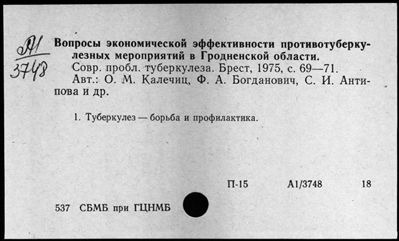 А1
3748
Вопросы экономической эффективности противотуберку-
лезных мероприятий в Гродненской области.
Совр. пробл. туберкулеза. Брест, 1975, с. 69—71.
Авт.: О. М. Калечиц, Ф. А. Богданович, С. И. Анти-
пова и др.
1. Туберкулез — борьба и профилактика.
П-15 А1/3748 18
537 СБМБ при ГЦНМБ